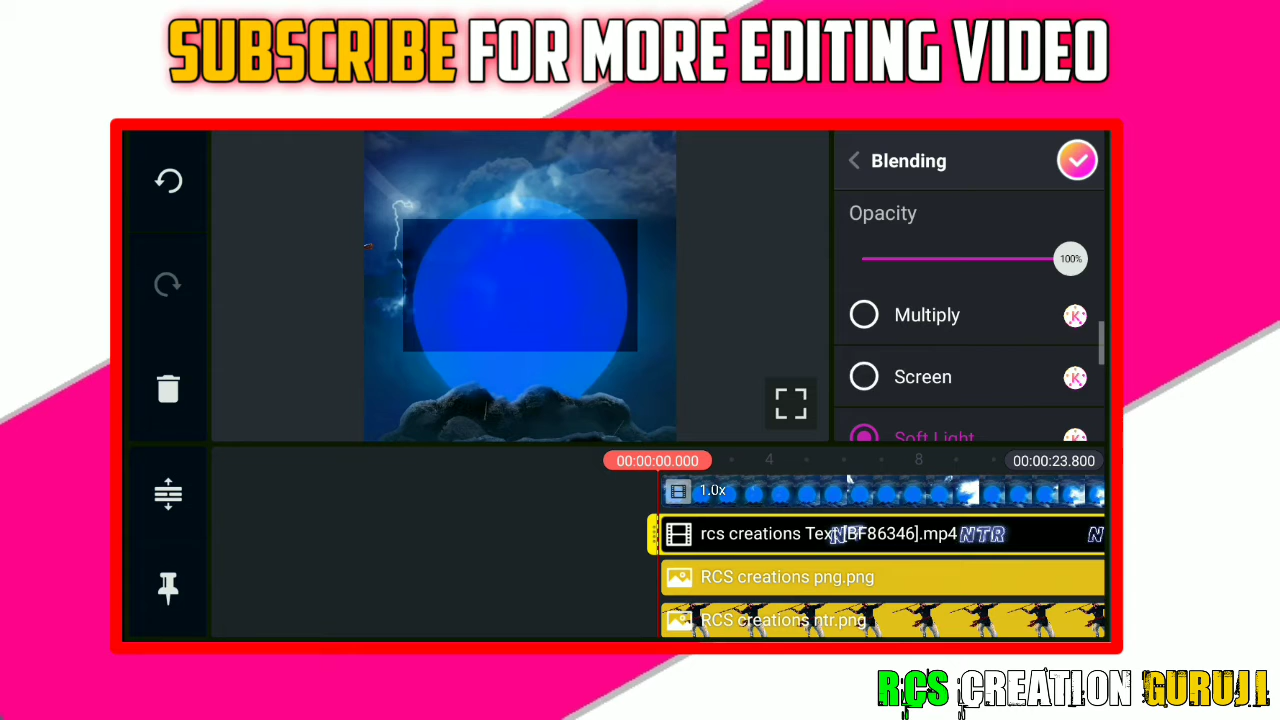 SUBSCRIBE FOR MORE EDITING VIDEO
Blending
Opacity
100%
Multiply
K
Screen
K
Soft Light
K
00:00:00.000
4
8
00:00:23.800
1.0x
rcs creations Text[BF86346].mp4
NTR
N
RCS creations png.png
RCS creations ntr.png
RCS CREATION GURUJI